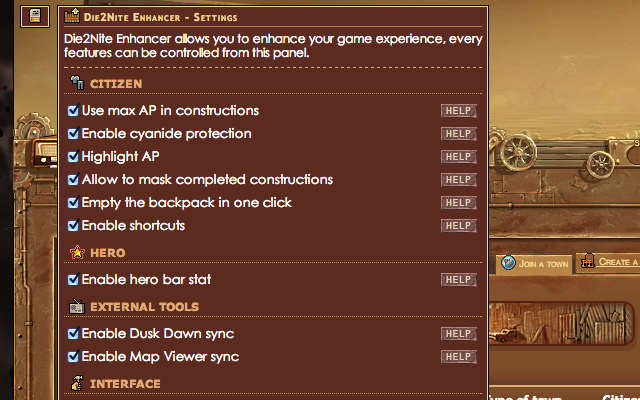 Die2Nite Enhancer - Settings
Die2Nite Enhancer allows you to enhance your game experience, every
features can be controlled from this panel.
CITIZEN
Use max AP in constructions HELP
Enable cyanide protection HELP
Highlight AP HELP
Allow to mask completed constructions HELP
Empty the backpack in one click HELP
Enable shortcuts HELP
HERO
Enable hero bar stat HELP
EXTERNAL TOOLS
Enable Dusk Dawn sync HELP
Enable Map Viewer sync HELP
INTERFACE
Join a town
Create a
of town